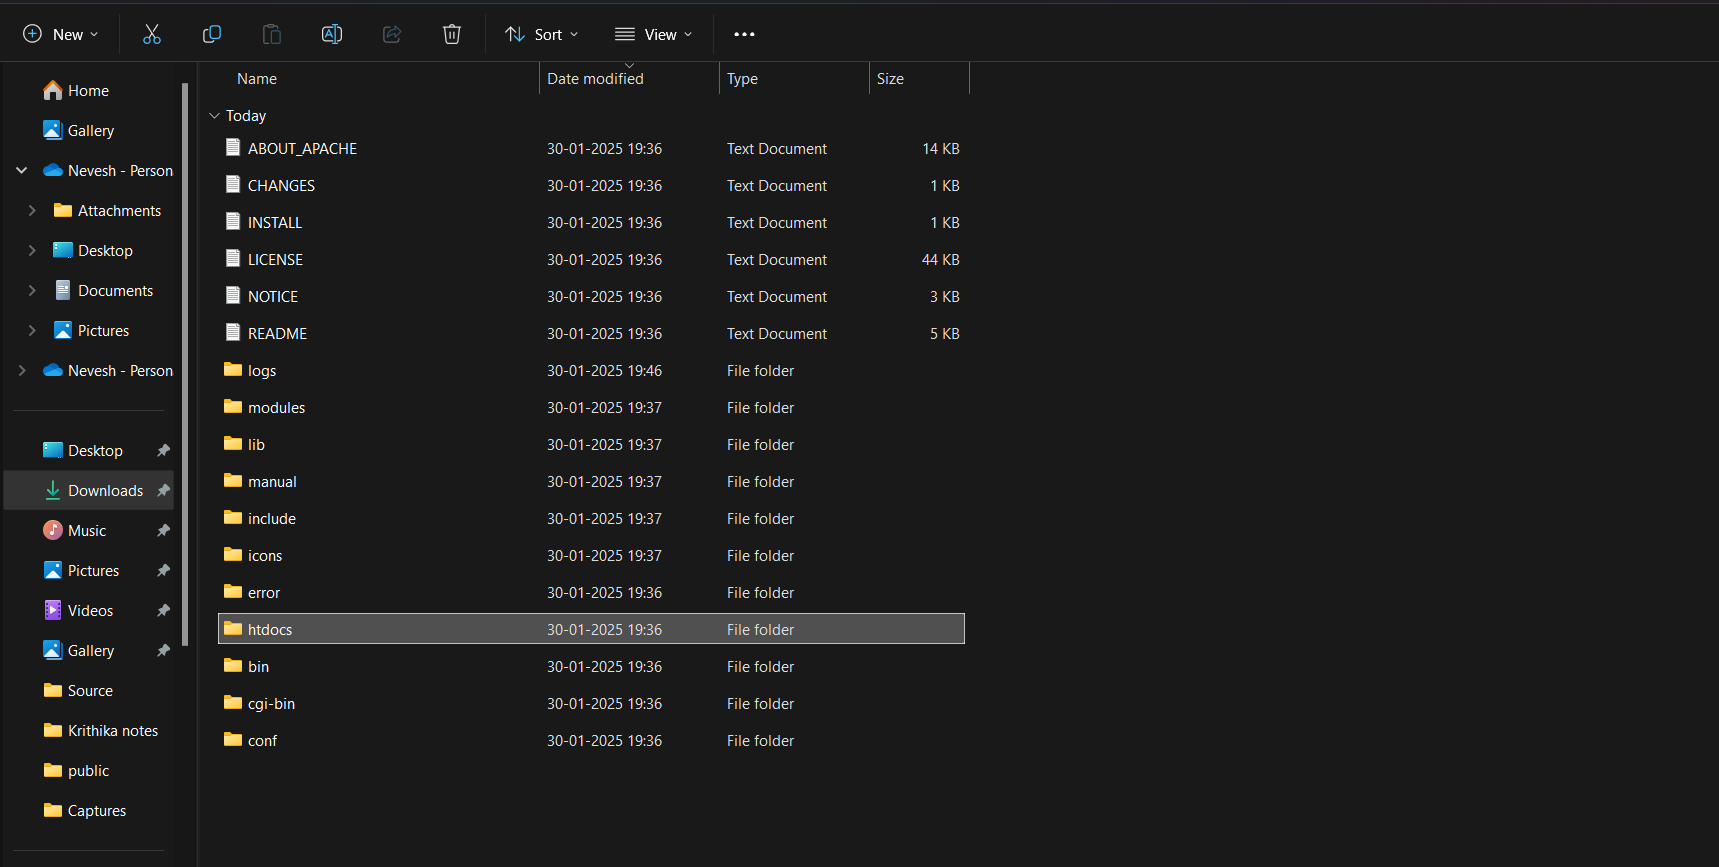 New
Sort
View
Home
Gallery
Nevesh - Person
Attachments
Desktop
Documents
Pictures
Nevesh - Person
Desktop
Downloads
Music
Pictures
Videos
Gallery
Source
Krithika notes
public
Captures
Name Date modified Type Size
Today
ABOUT_APACHE 30-01-2025 19:36 Text Document 14 KB
CHANGES 30-01-2025 19:36 Text Document 1 KB
INSTALL 30-01-2025 19:36 Text Document 1 KB
LICENSE 30-01-2025 19:36 Text Document 44 KB
NOTICE 30-01-2025 19:36 Text Document 3 KB
README 30-01-2025 19:36 Text Document 5 KB
logs 30-01-2025 19:46 File folder
modules 30-01-2025 19:37 File folder
lib 30-01-2025 19:37 File folder
manual 30-01-2025 19:37 File folder
include 30-01-2025 19:37 File folder
icons 30-01-2025 19:37 File folder
error 30-01-2025 19:36 File folder
htdocs 30-01-2025 19:36 File folder
bin 30-01-2025 19:36 File folder
cgi-bin 30-01-2025 19:36 File folder
conf 30-01-2025 19:36 File folder